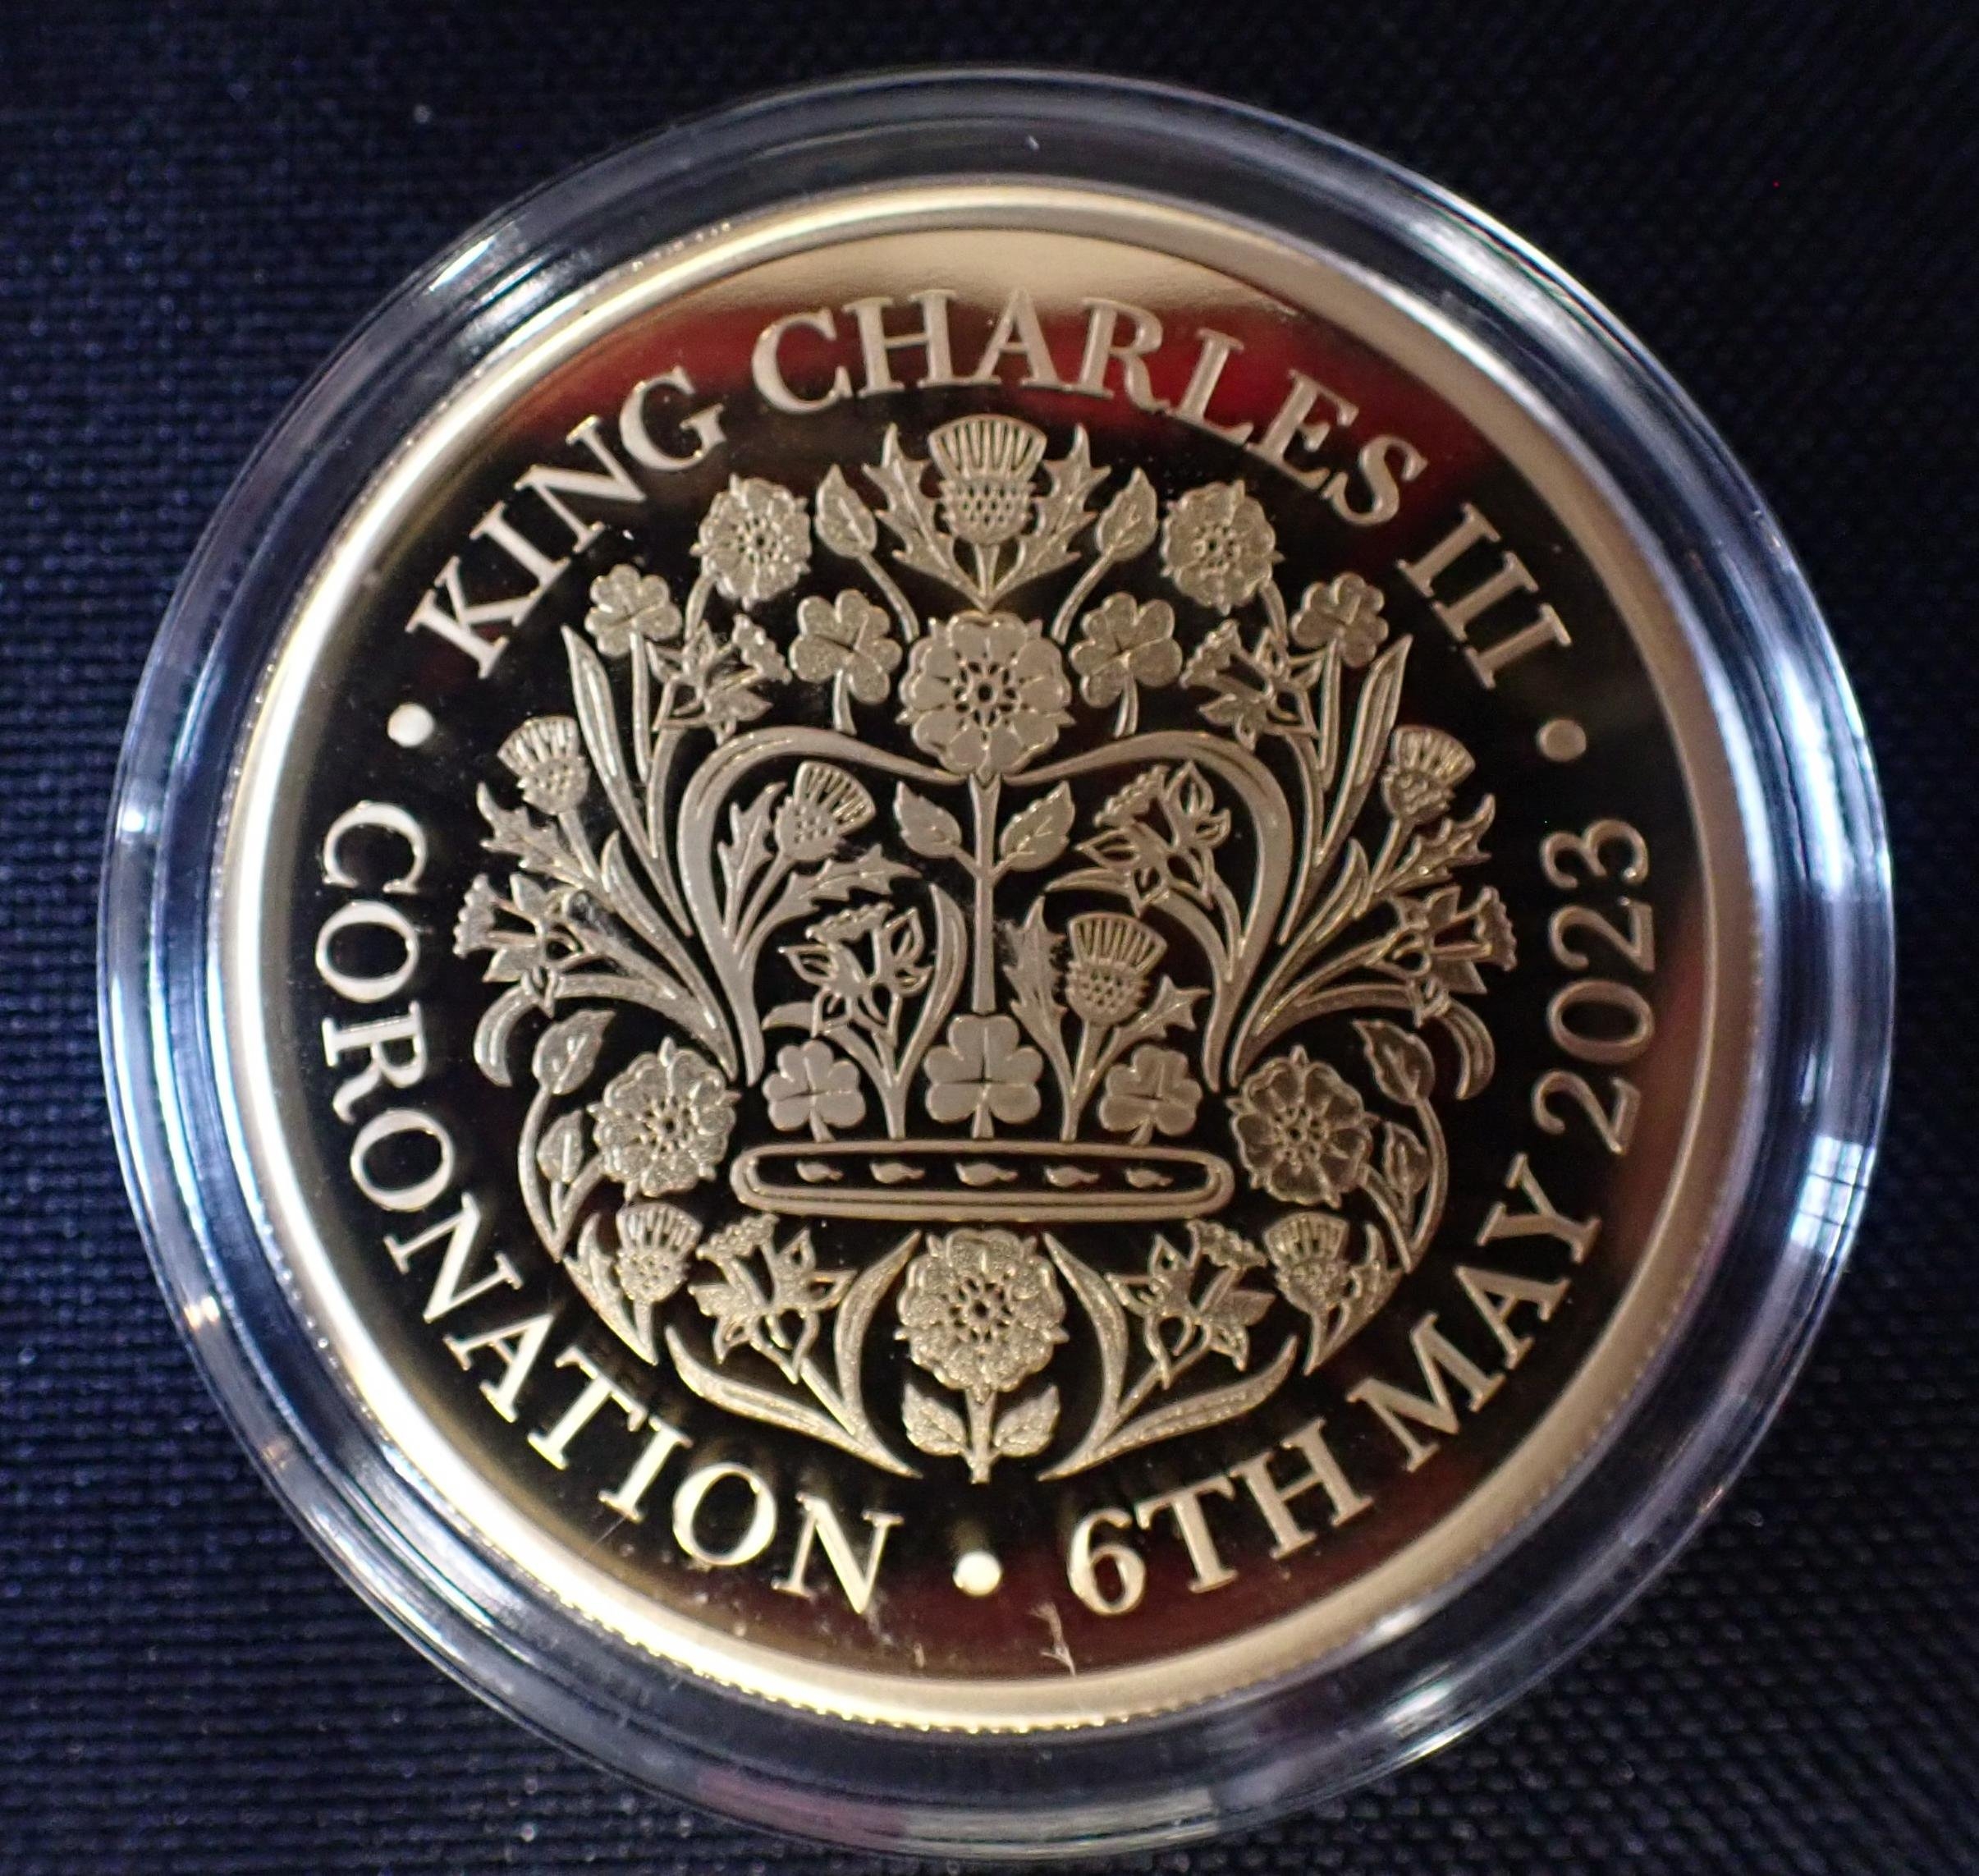 KING CHARLES III
CORONATION
6TH MAY 2023